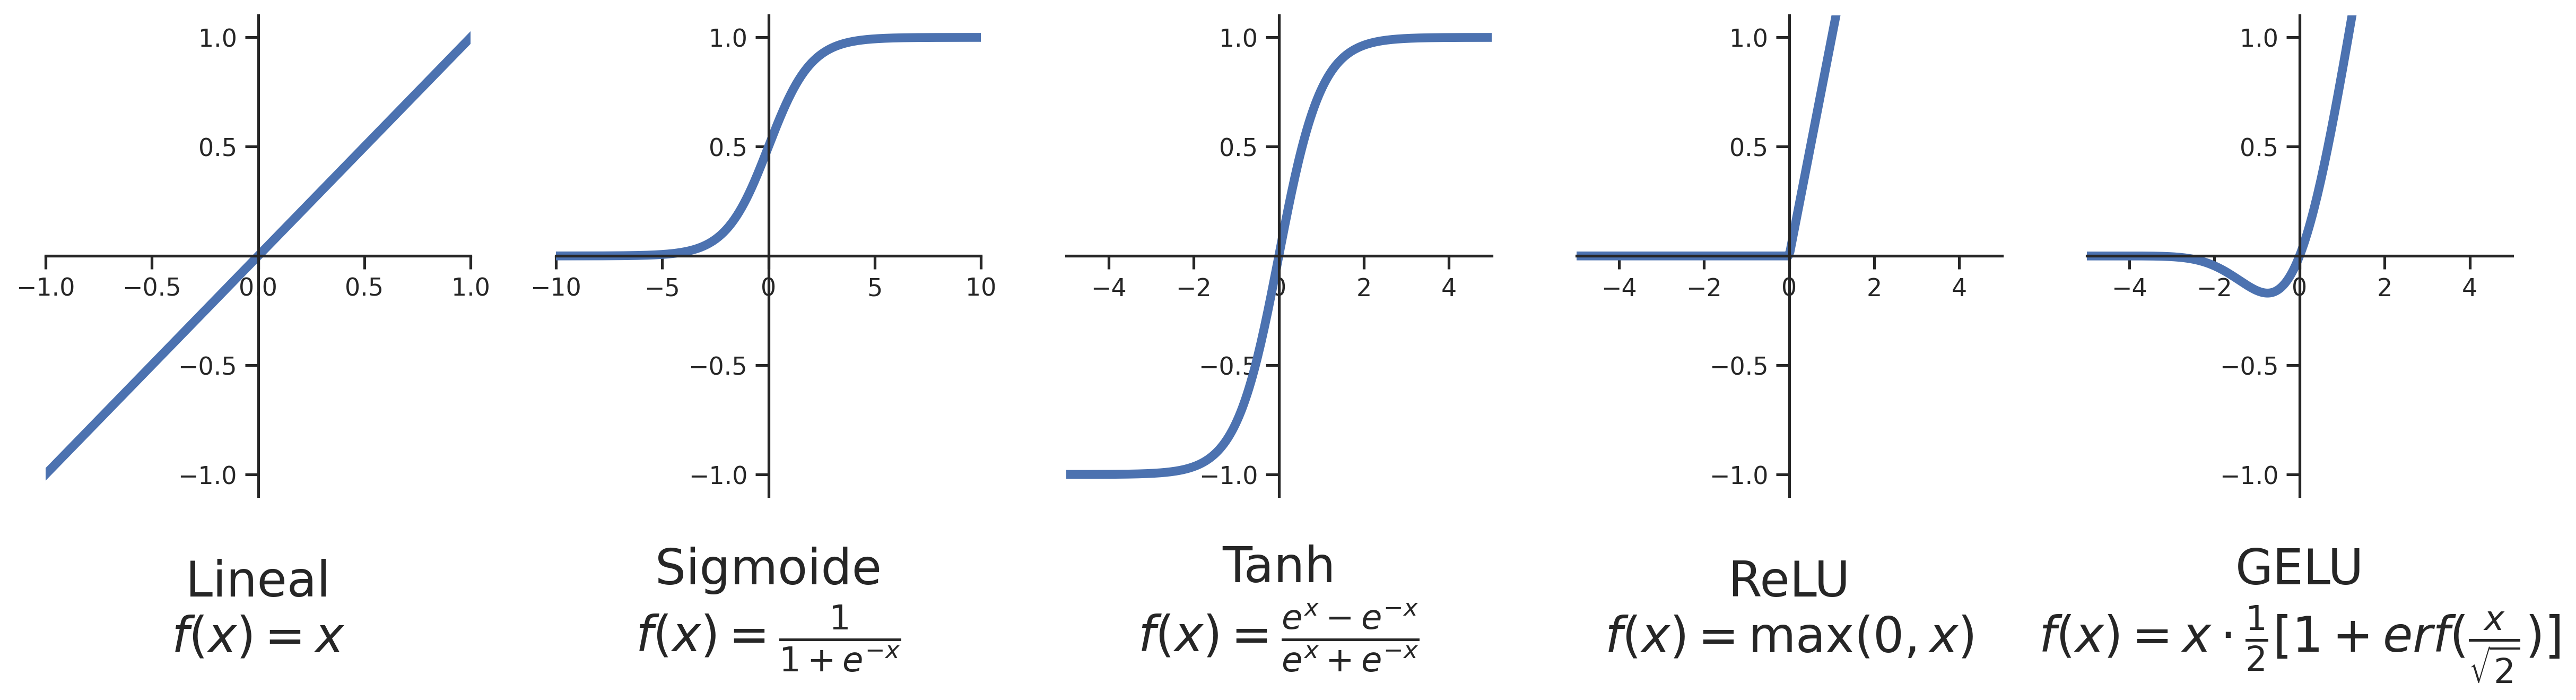 1.0
0.5
−1.0 −0.5 0.0 0.5 1.0
−0.5
−1.0
Lineal
f(x) = x
1.0
0.5
−10 −5 0 5 10
−0.5
−1.0
Sigmoide
f(x) = \frac{1}{1 + e^{−x}}
1.0
0.5
−4 −2 0 2 4
−0.5
−1.0
Tanh
f(x) = \frac{e^x − e^{−x}}{e^x + e^{−x}}
1.0
0.5
−4 −2 0 2 4
−0.5
−1.0
ReLU
f(x) = max(0, x)
1.0
0.5
−4 −2 0 2 4
−0.5
−1.0
GELU
f(x) = x · \frac{1}{2}[1 + erf(\frac{x}{\sqrt{2}})]